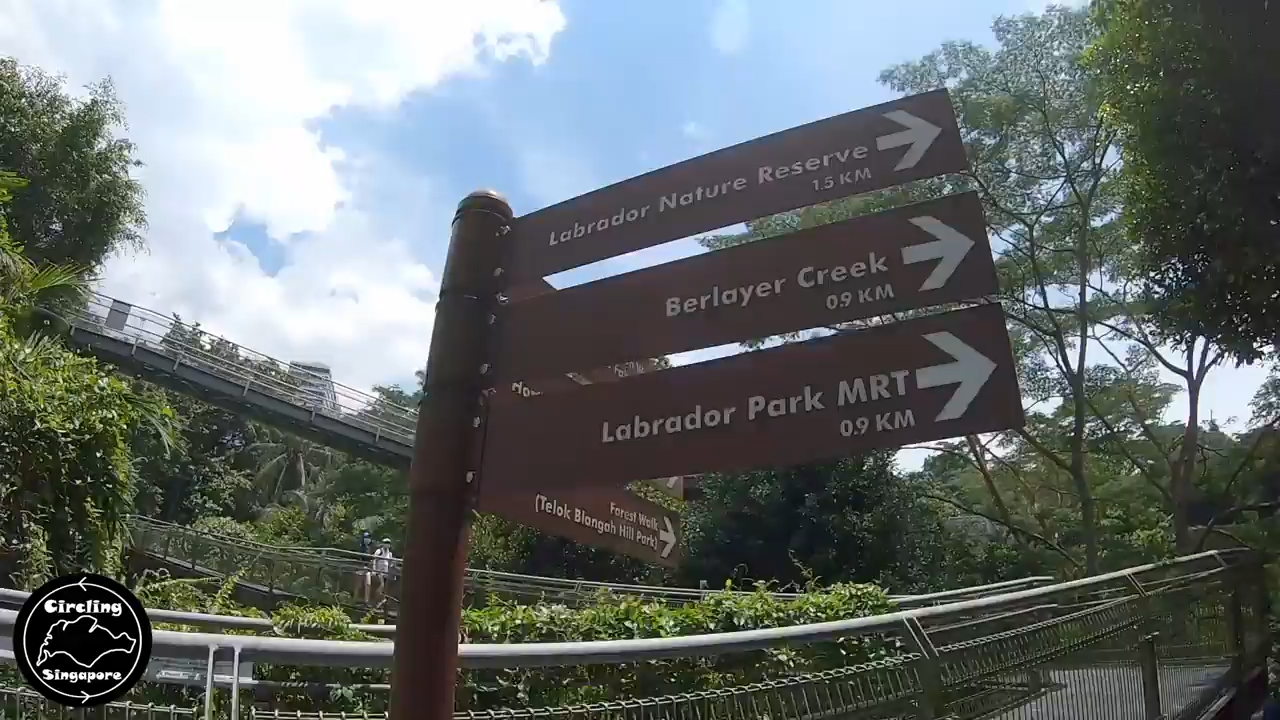 Labrador Nature Reserve
1.5 KM
Berlayer Creek
0.9 KM
Labrador Park MRT
0.9 KM
Forest Walk
(Telok Blangah Hill Park)
Circling
Singapore